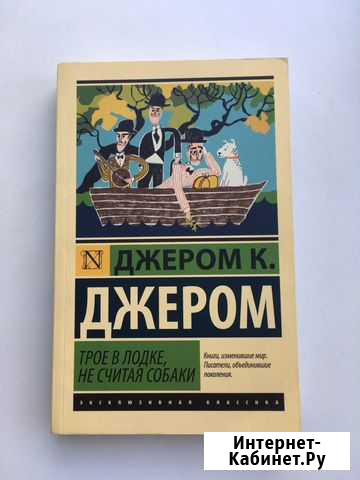 N
ДЖЕРОМ К.
ДЖЕРОМ
ТРОЕ В ЛОДКЕ,
НЕ СЧИТАЯ СОБАКИ
Книги, изменившие мир.
Писатели, объединившие
поколения.
ЭКСКЛЮЗИВНАЯ КЛАССИКА
Интернет-
Кабинет.Ру